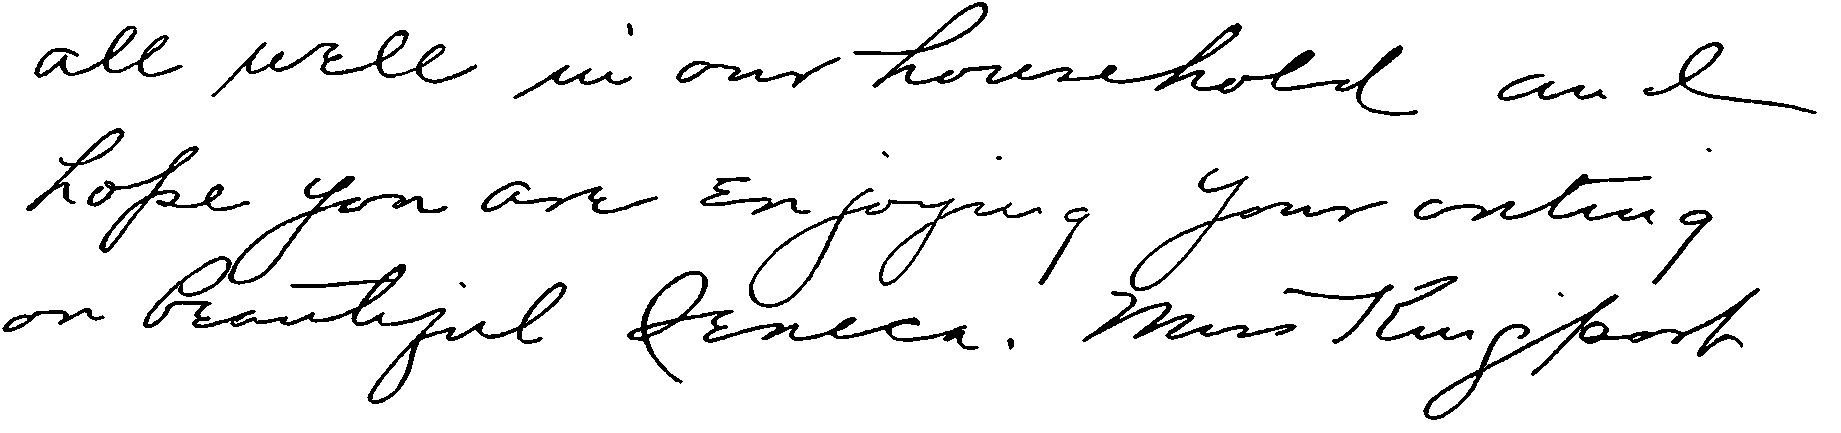 all well in our household and
hope you are enjoying your outing
on beautiful Seneca. Miss Kingsport